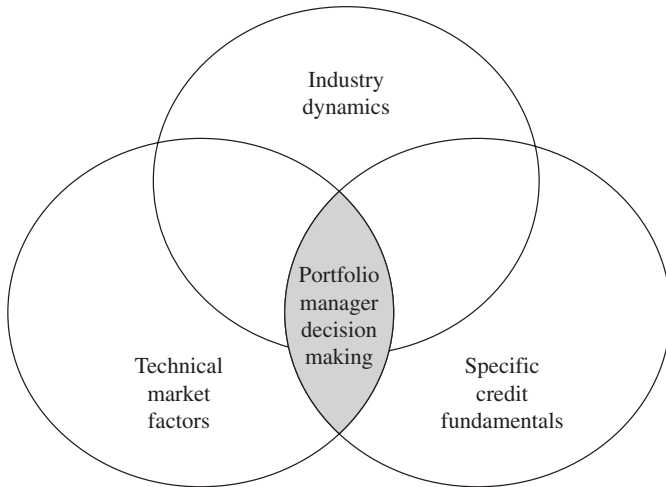 Industry
dynamics
Portfolio
manager
decision
making
Technical
market
factors
Specific
credit
fundamentals